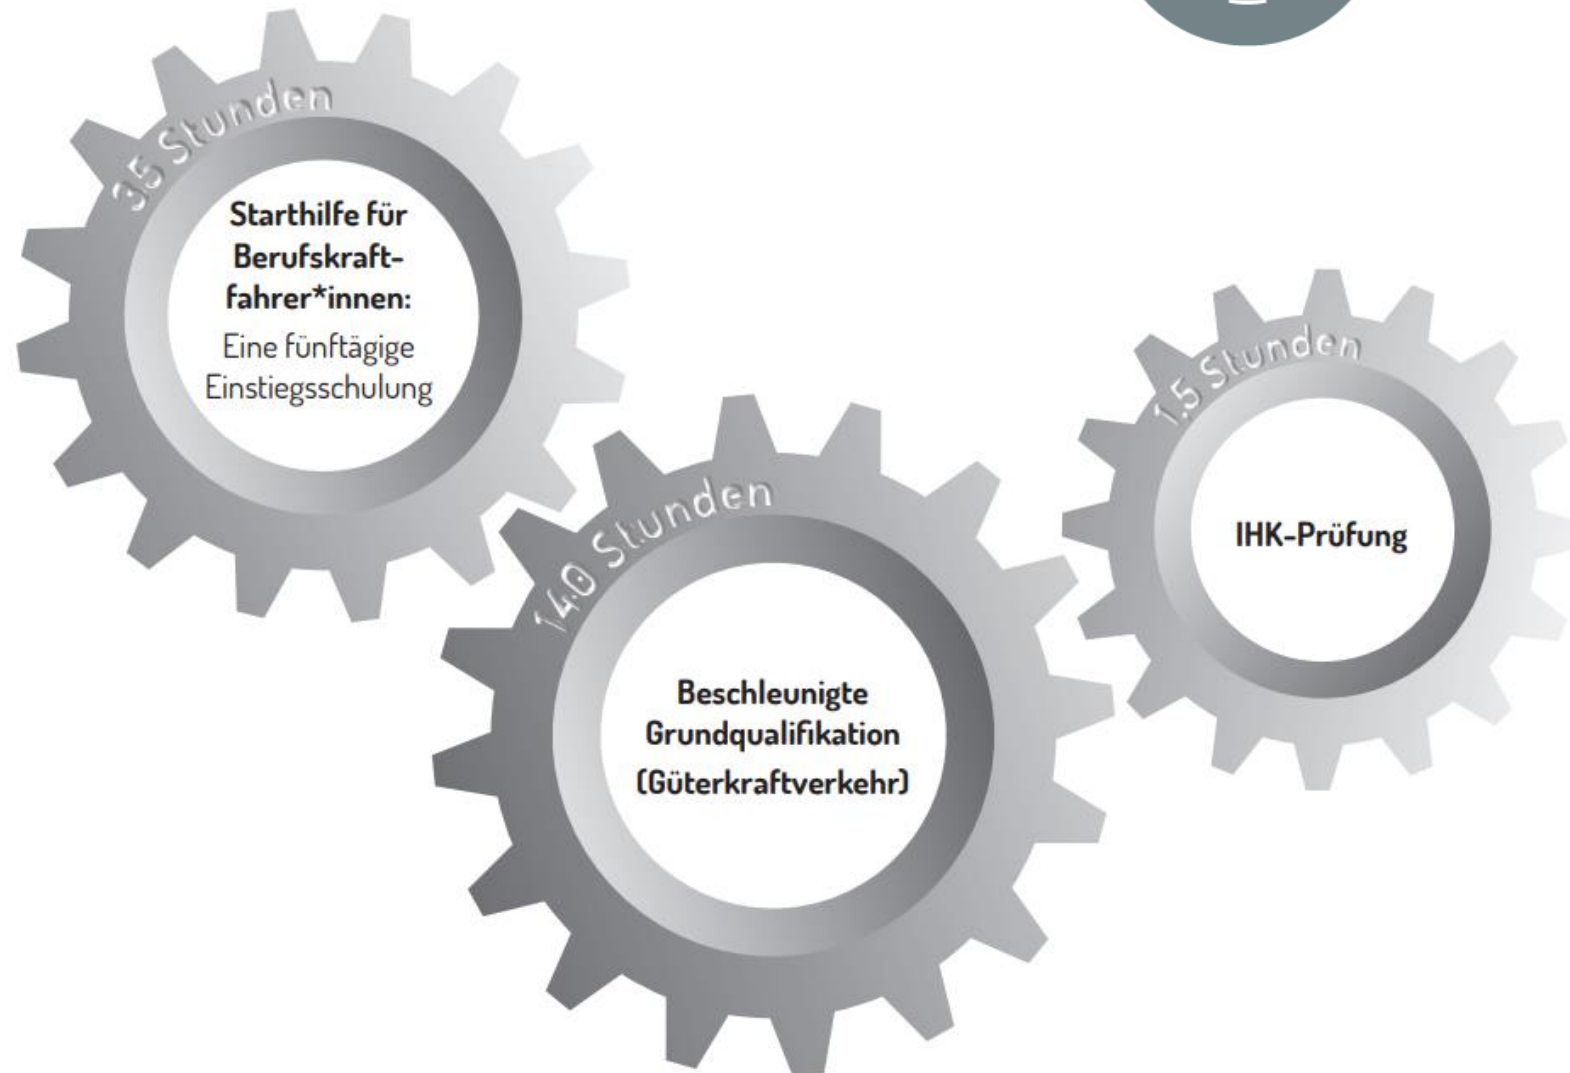 35 Stunden
Starthilfe für
Berufskraft-
fahrer*innen:
Eine fünftägige
Einstiegsschulung
140 Stunden
Beschleunigte
Grundqualifikation
(Güterkraftverkehr)
1,5 Stunden
IHK-Prüfung